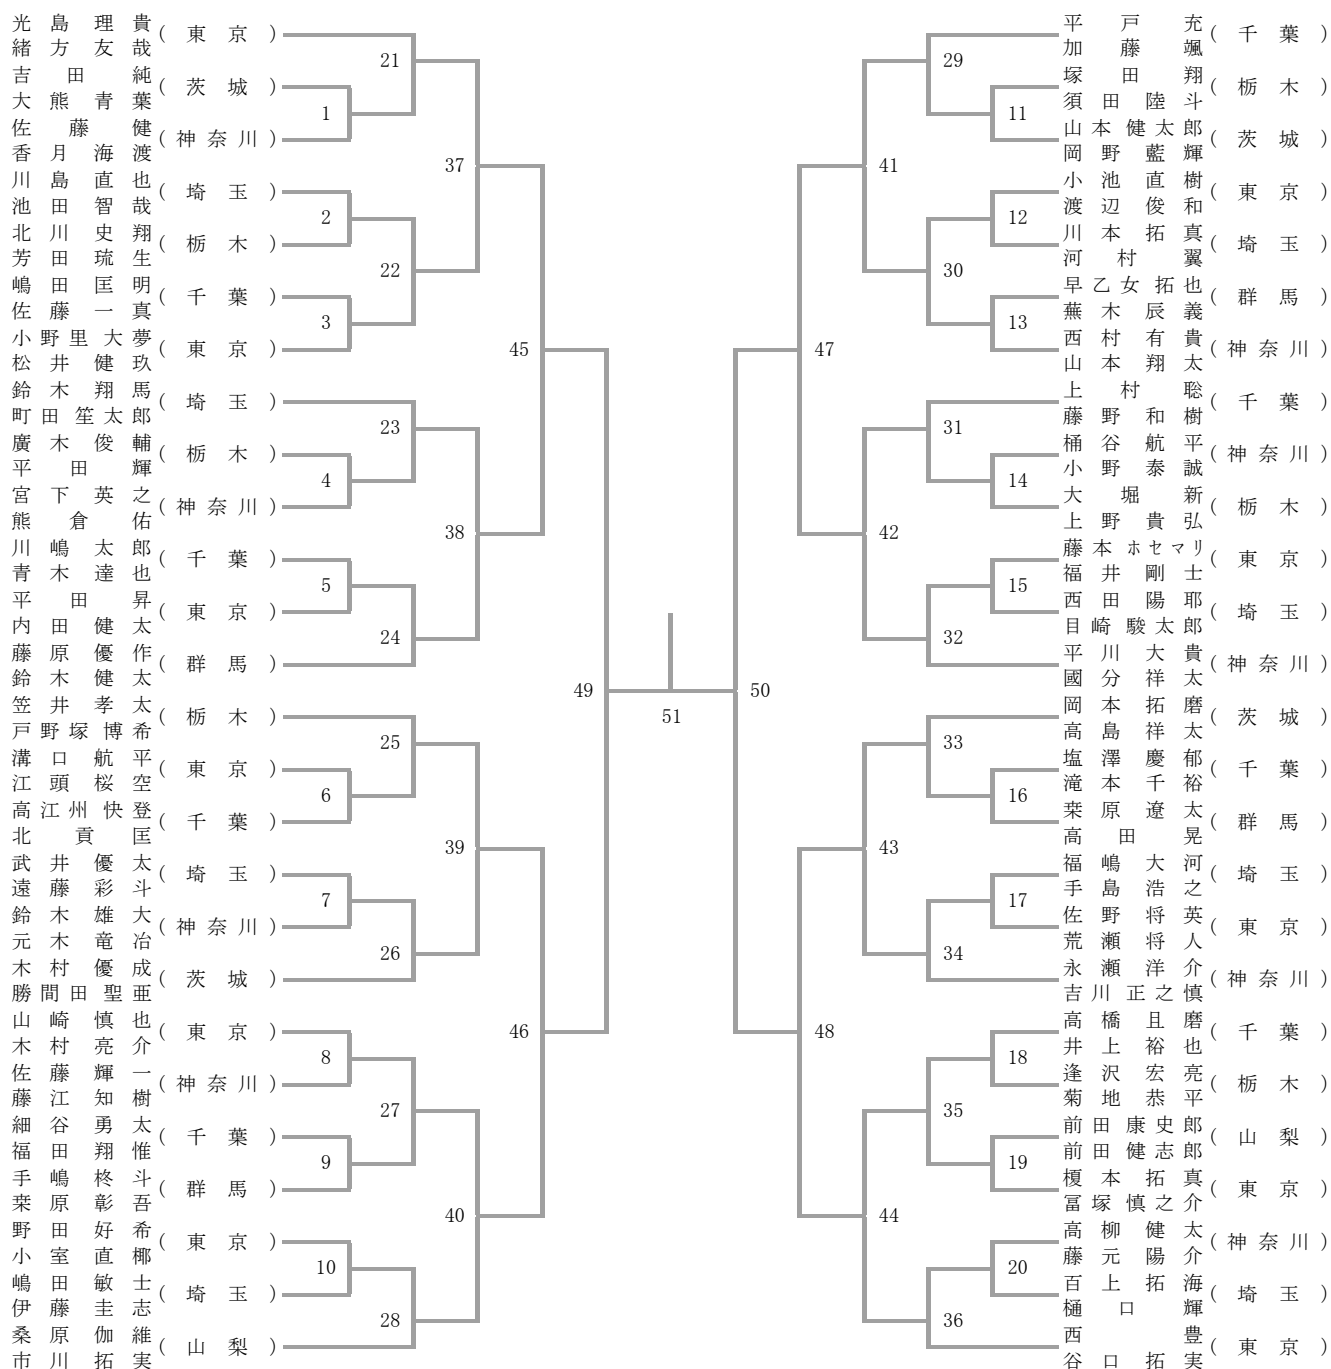 光島理貴
緒方友哉 (東京)
吉田純
大熊青葉 (茨城)
佐藤健
香月海渡 (神奈川)
川島直也
池田智哉 (埼玉)
北川史翔
芳田琉生 (栃木)
嶋田匡明
佐藤一真 (千葉)
小野里大夢
松井健玖 (東京)
鈴木翔馬
町田笙太郎 (埼玉)
廣木俊輔
平田輝 (栃木)
宮下英之
熊倉佑 (神奈川)
川嶋太郎
青木達也 (千葉)
平田昇
内田健太 (東京)
藤原優作
鈴木健太 (群馬)
笠井孝太
戸野塚博希 (栃木)
溝口航平
江頭桜空 (東京)
高江州快登
北貢匡 (千葉)
武井優太
遠藤彩斗 (埼玉)
鈴木雄大
元木竜冶 (神奈川)
木村優成
勝間田聖亜 (茨城)
山崎慎也
木村亮介 (東京)
佐藤輝一
藤江知樹 (神奈川)
細谷勇太
福田翔惟 (千葉)
手嶋柊斗
桒原彰吾 (群馬)
野田好希
小室直椰 (東京)
嶋田敏士
伊藤圭志 (埼玉)
桑原伽維
市川拓実 (山梨)
1
2
3
4
5
6
7
8
9
10
21
22
23
24
25
26
27
28
37
38
39
40
45
46
49
51
50
47
48
41
42
43
44
29
30
31
32
33
34
35
36
11
12
13
14
15
16
17
18
19
20
平戸充
加藤颯 (千葉)
塚田翔
須田陸斗 (栃木)
山本健太郎
岡野藍輝 (茨城)
小池直樹
渡辺俊和 (東京)
川本拓真
河村翼 (埼玉)
早乙女拓也
蕪木辰義 (群馬)
西村有貴
山本翔太 (神奈川)
上村聡
藤野和樹 (千葉)
桶谷航平
小野泰誠 (神奈川)
大堀新
上野貴弘 (栃木)
藤本ホセマリ
福井剛士 (東京)
西田陽耶
目崎駿太郎 (埼玉)
平川大貴
國分祥太 (神奈川)
岡本拓磨
高島祥太 (茨城)
塩澤慶郁
滝本千裕 (千葉)
桒原遼太
高田晃 (群馬)
福嶋大河
手島浩之 (埼玉)
佐野将英
荒瀬将人 (東京)
永瀬洋介
吉川正之慎 (神奈川)
高橋且磨
井上裕也 (千葉)
逢沢宏亮
菊地恭平 (栃木)
前田康史郎
前田健志郎 (山梨)
榎本拓真
冨塚慎之介 (東京)
高柳健太
藤元陽介 (神奈川)
百上拓海
樋口輝 (埼玉)
西豊
谷口拓実 (東京)